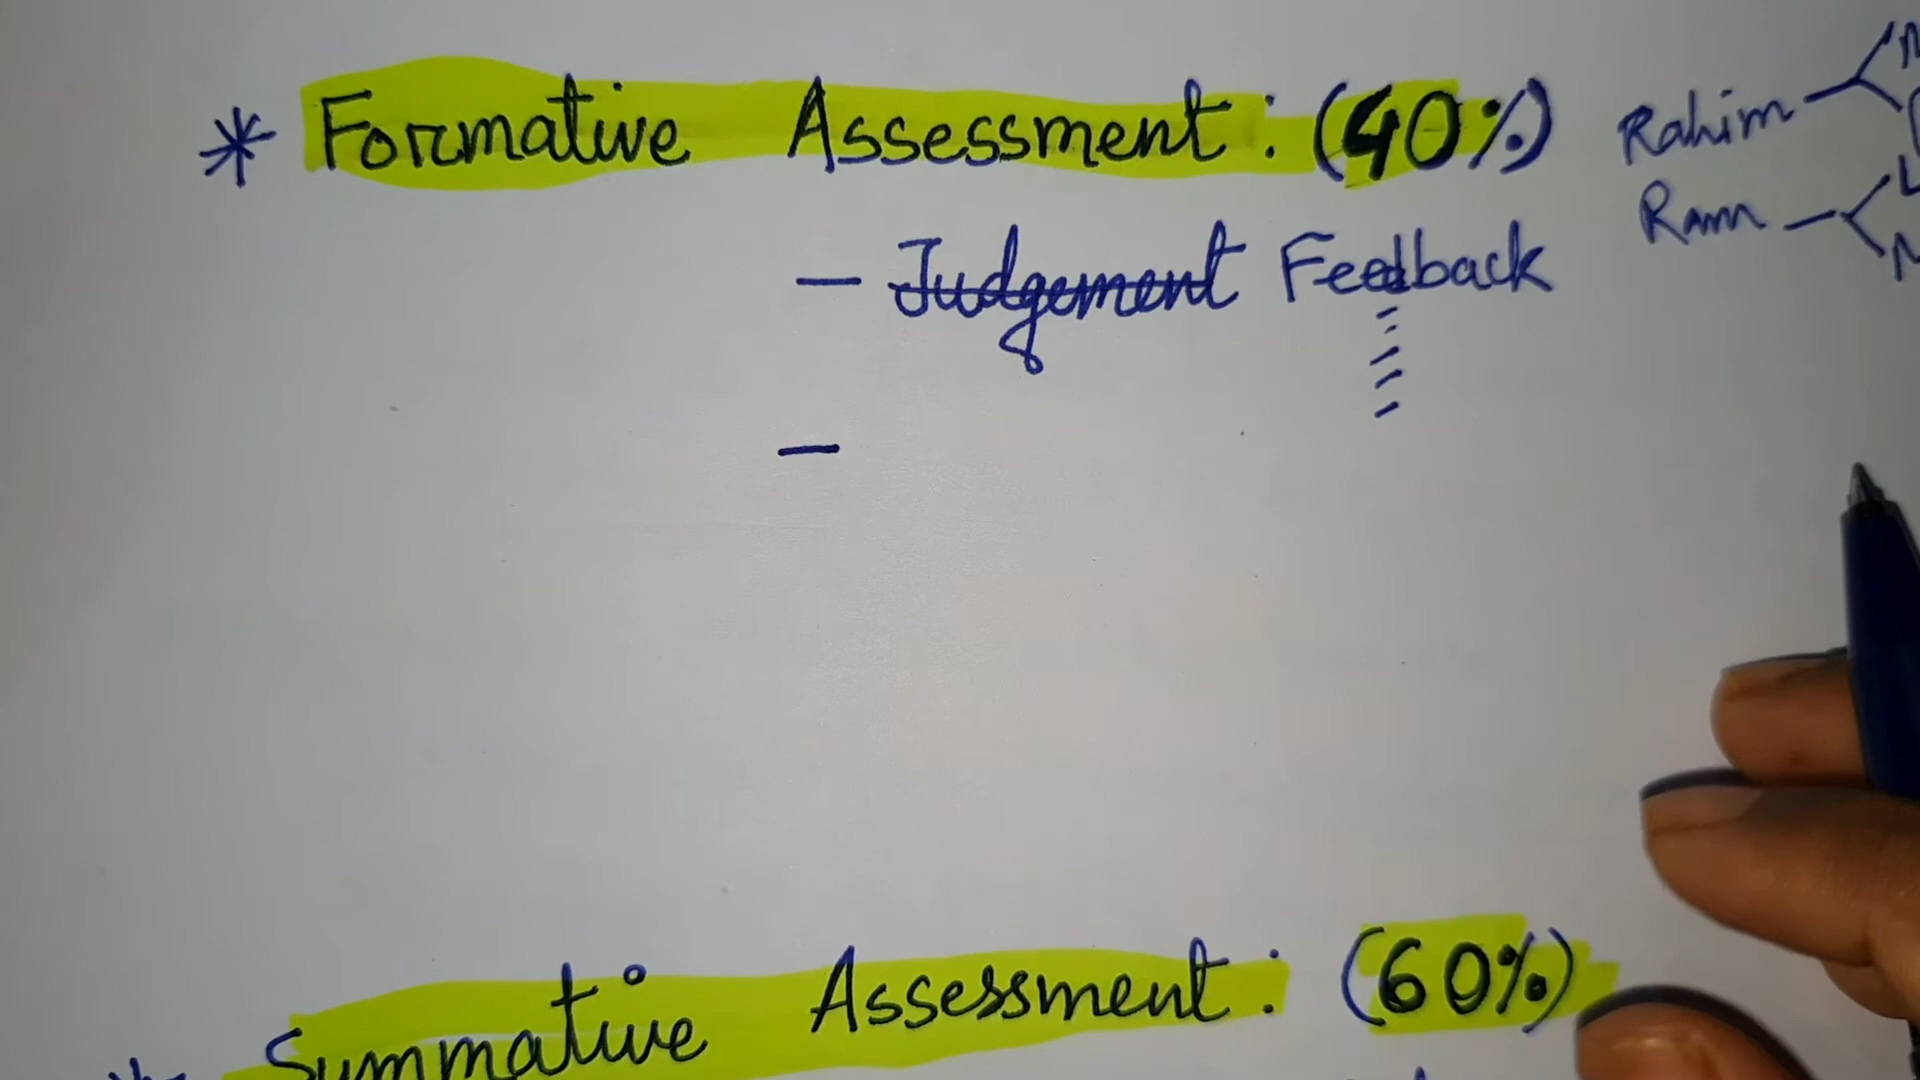 * Formative Assessment: (40%)
Rahim
Ram
- Judgement Feedback
-
Summative Assessment: (60%)